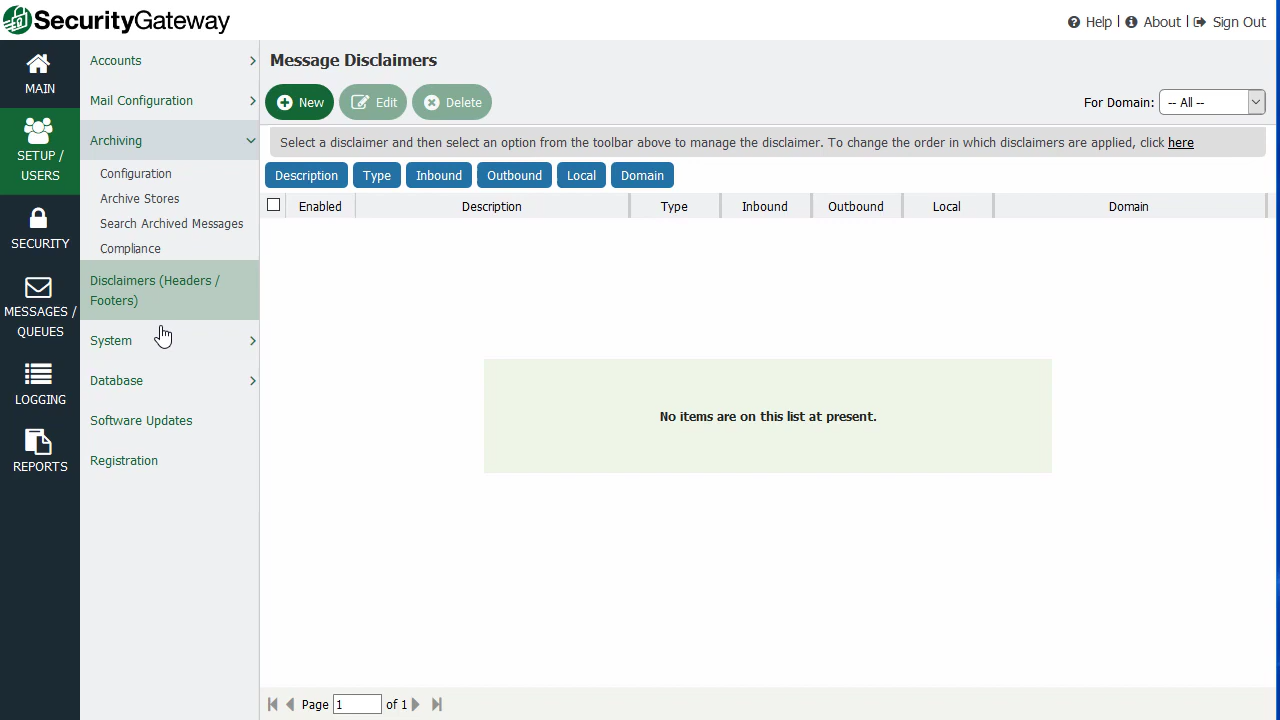 SecurityGateway
Help | About | Sign Out
MAIN
SETUP /
USERS
SECURITY
MESSAGES /
QUEUES
LOGGING
REPORTS
Accounts
Mail Configuration
Archiving
Configuration
Archive Stores
Search Archived Messages
Compliance
Disclaimers (Headers /
Footers)
System
Database
Software Updates
Registration
Message Disclaimers
New Edit Delete
For Domain: -- All --
Select a disclaimer and then select an option from the toolbar above to manage the disclaimer. To change the order in which disclaimers are applied, click here
Description Type Inbound Outbound Local Domain
Enabled Description Type Inbound Outbound Local Domain
No items are on this list at present.
Page 1 of 1